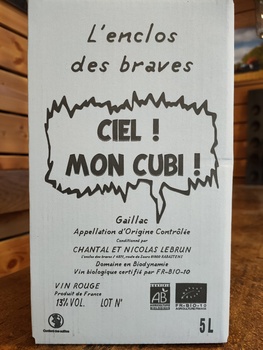 L'enclos
des braves
CIEL !
MON CUBI !
Gaillac
Appellation d'Origine Contrôlée
Conditionné par
CHANTAL ET NICOLAS LEBRUN
Domaine en Biodynamie
Vin biologique certifié par FR-BIO-10
VIN ROUGE
Produit de France
13% VOL. LOT N°
AB
FR-BIO-10
5L